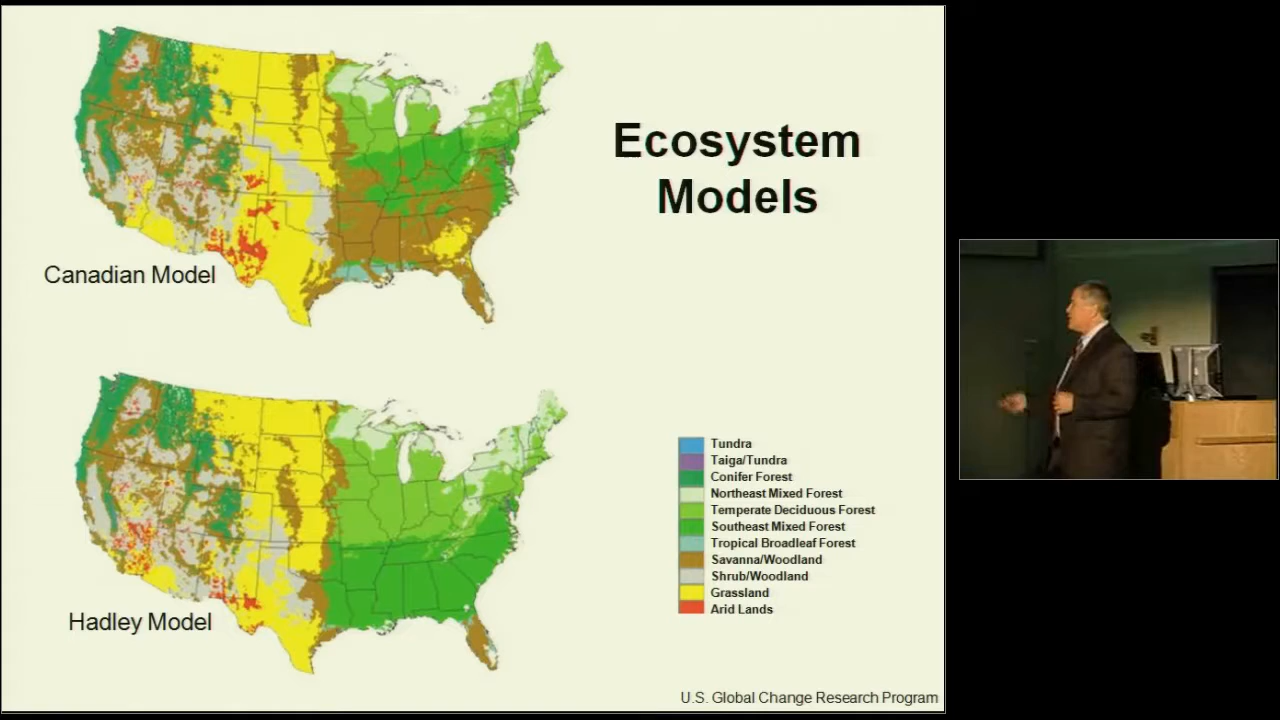 Ecosystem
Models
Canadian Model
Hadley Model
Tundra
Taiga/Tundra
Conifer Forest
Northeast Mixed Forest
Temperate Deciduous Forest
Southeast Mixed Forest
Tropical Broadleaf Forest
Savanna/Woodland
Shrub/Woodland
Grassland
Arid Lands
U.S. Global Change Research Program